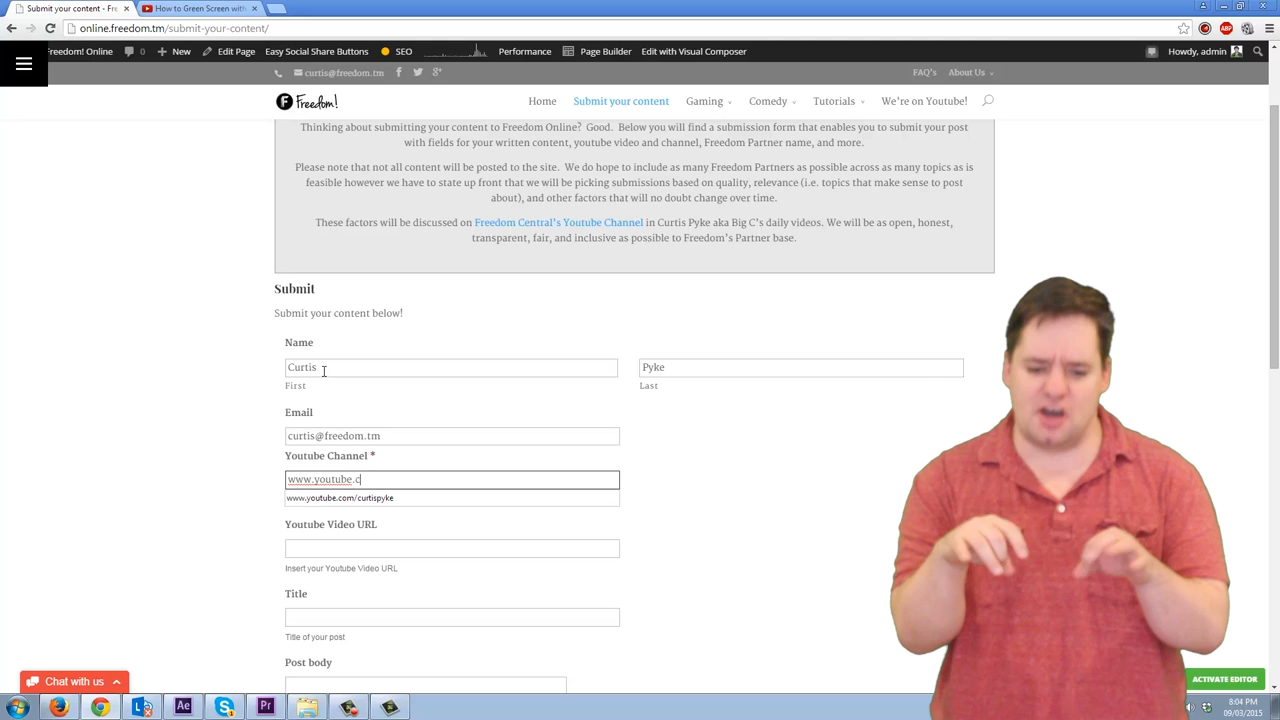 Submit your content - Fre
How to Green Screen with
online.freedom.tm/submit-your-content/
Freedom! Online 0 New Edit Page Easy Social Share Buttons SEO Performance Page Builder Edit with Visual Composer Howdy, admin
curtis@freedom.tm FAQ's About Us
Freedom! Home Submit your content Gaming Comedy Tutorials We're on Youtube!
Thinking about submitting your content to Freedom Online? Good. Below you will find a submission form that enables you to submit your post
with fields for your written content, youtube video and channel, Freedom Partner name, and more.
Please note that not all content will be posted to the site. We do hope to include as many Freedom Partners as possible across as many topics as is
feasible however we have to state up front that we will be picking submissions based on quality, relevance (i.e. topics that make sense to post
about), and other factors that will no doubt change over time.
These factors will be discussed on Freedom Central's Youtube Channel in Curtis Pyke aka Big C's daily videos. We will be as open, honest,
transparent, fair, and inclusive as possible to Freedom's Partner base.
Submit
Submit your content below!
Name
Curtis Pyke
First Last
Email
curtis@freedom.tm
Youtube Channel *
www.youtube.c
www.youtube.com/curtispyke
Youtube Video URL
Insert your Youtube Video URL
Title
Title of your post
Post body
Chat with us
ACTIVATE EDITOR
8:04 PM
09/03/2015